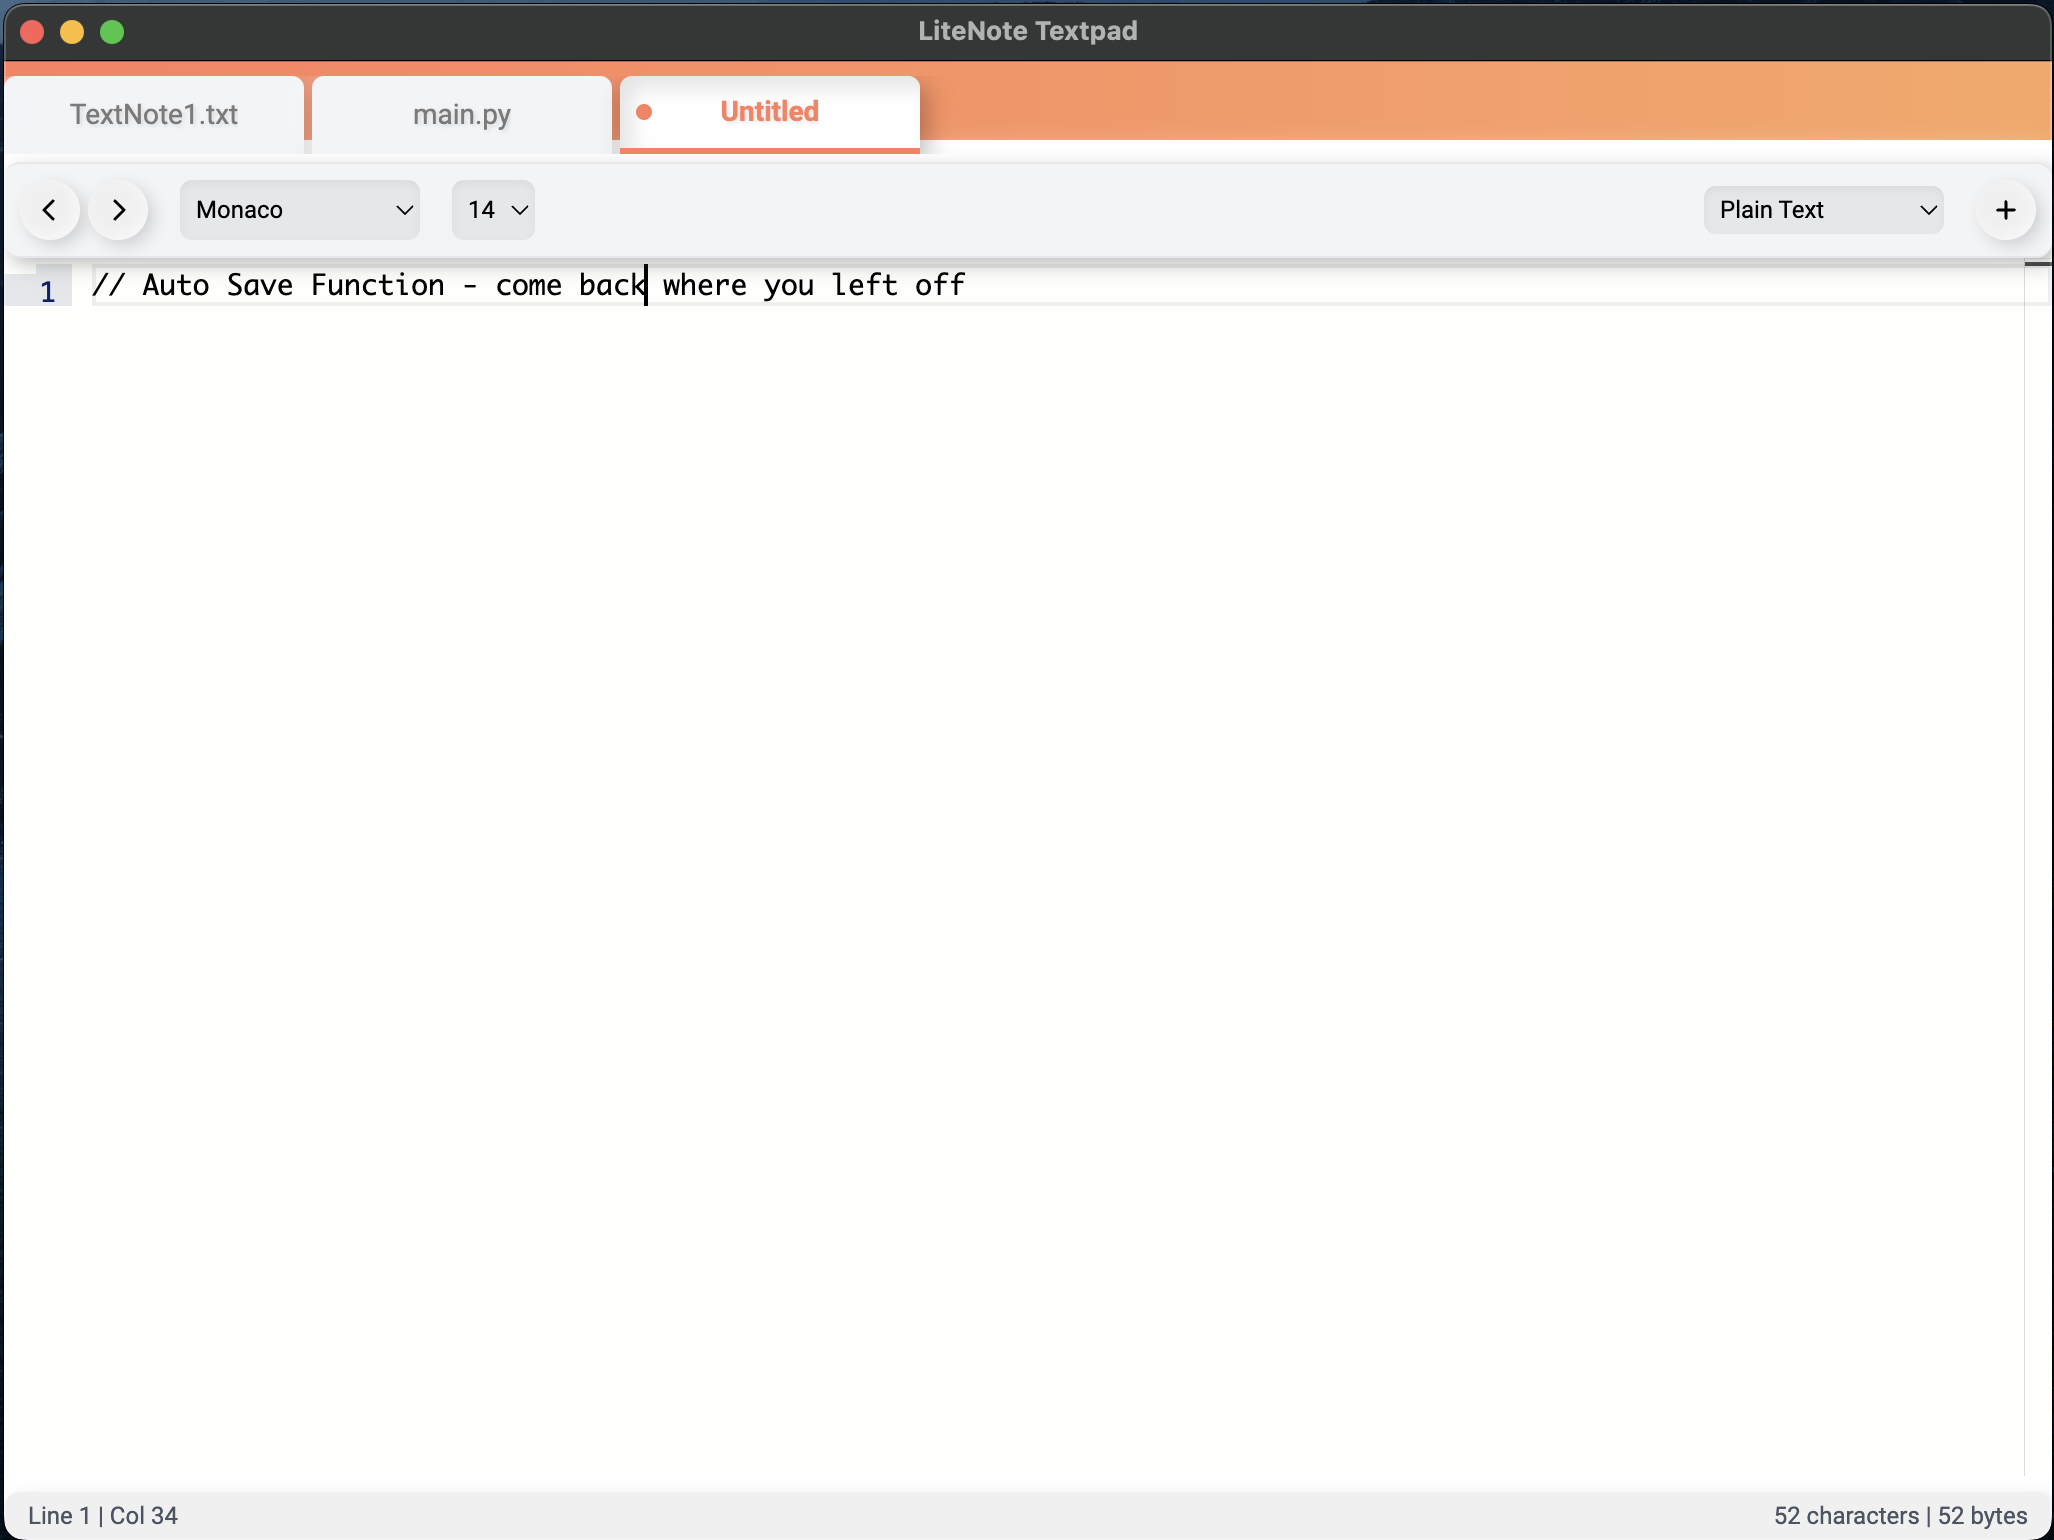 LiteNote Textpad
TextNote1.txt
main.py
Untitled
Monaco
14
Plain Text
1
// Auto Save Function - come back where you left off
Line 1 | Col 34
52 characters | 52 bytes